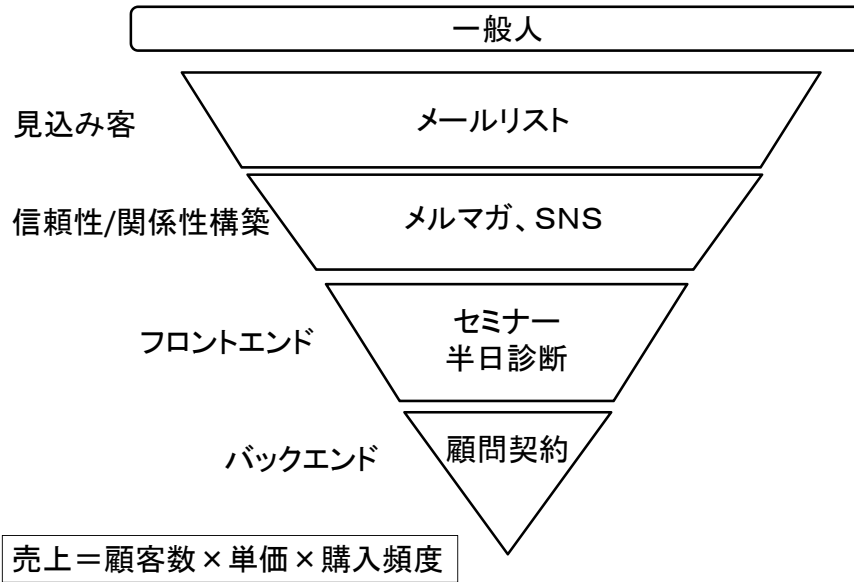 一般人
見込み客
メールリスト
信頼性/関係性構築
メルマガ、SNS
フロントエンド
セミナー
半日診断
バックエンド
顧問契約
売上＝顧客数×単価×購入頻度